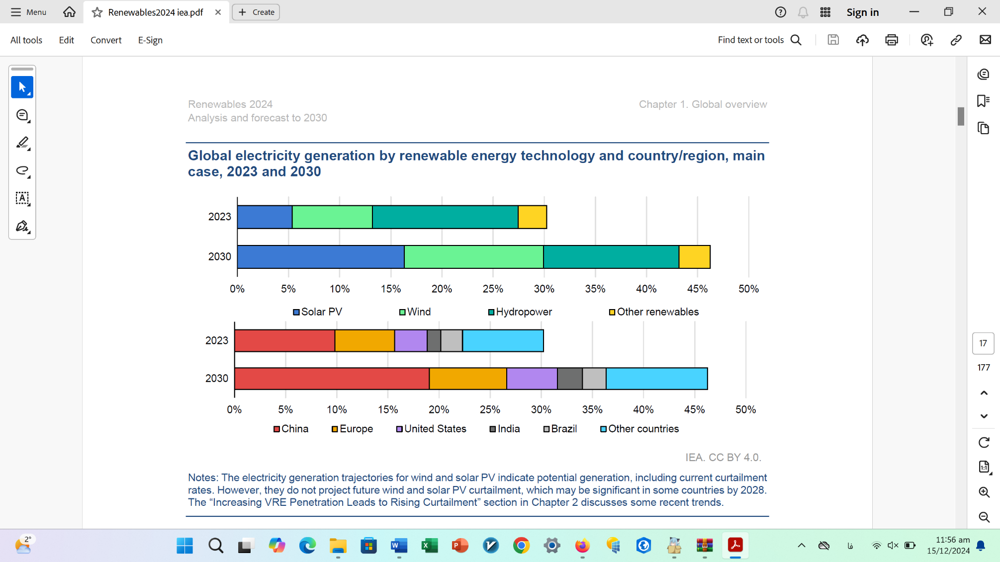 Menu
Renewables2024 iea.pdf
Create
Sign in
All tools
Edit
Convert
E-Sign
Find text or tools
Renewables 2024
Chapter 1. Global overview
Analysis and forecast to 2030
Global electricity generation by renewable energy technology and country/region, main
case, 2023 and 2030
2023
2030
0% 5% 10% 15% 20% 25% 30% 35% 40% 45% 50%
Solar PV Wind Hydropower Other renewables
2023
2030
0% 5% 10% 15% 20% 25% 30% 35% 40% 45% 50%
China Europe United States India Brazil Other countries
IEA. CC BY 4.0.
Notes: The electricity generation trajectories for wind and solar PV indicate potential generation, including current curtailment
rates. However, they do not project future wind and solar PV curtailment, which may be significant in some countries by 2028.
The “Increasing VRE Penetration Leads to Rising Curtailment” section in Chapter 2 discusses some recent trends.
17
177
1:1
2°
فا
11:56 am
15/12/2024